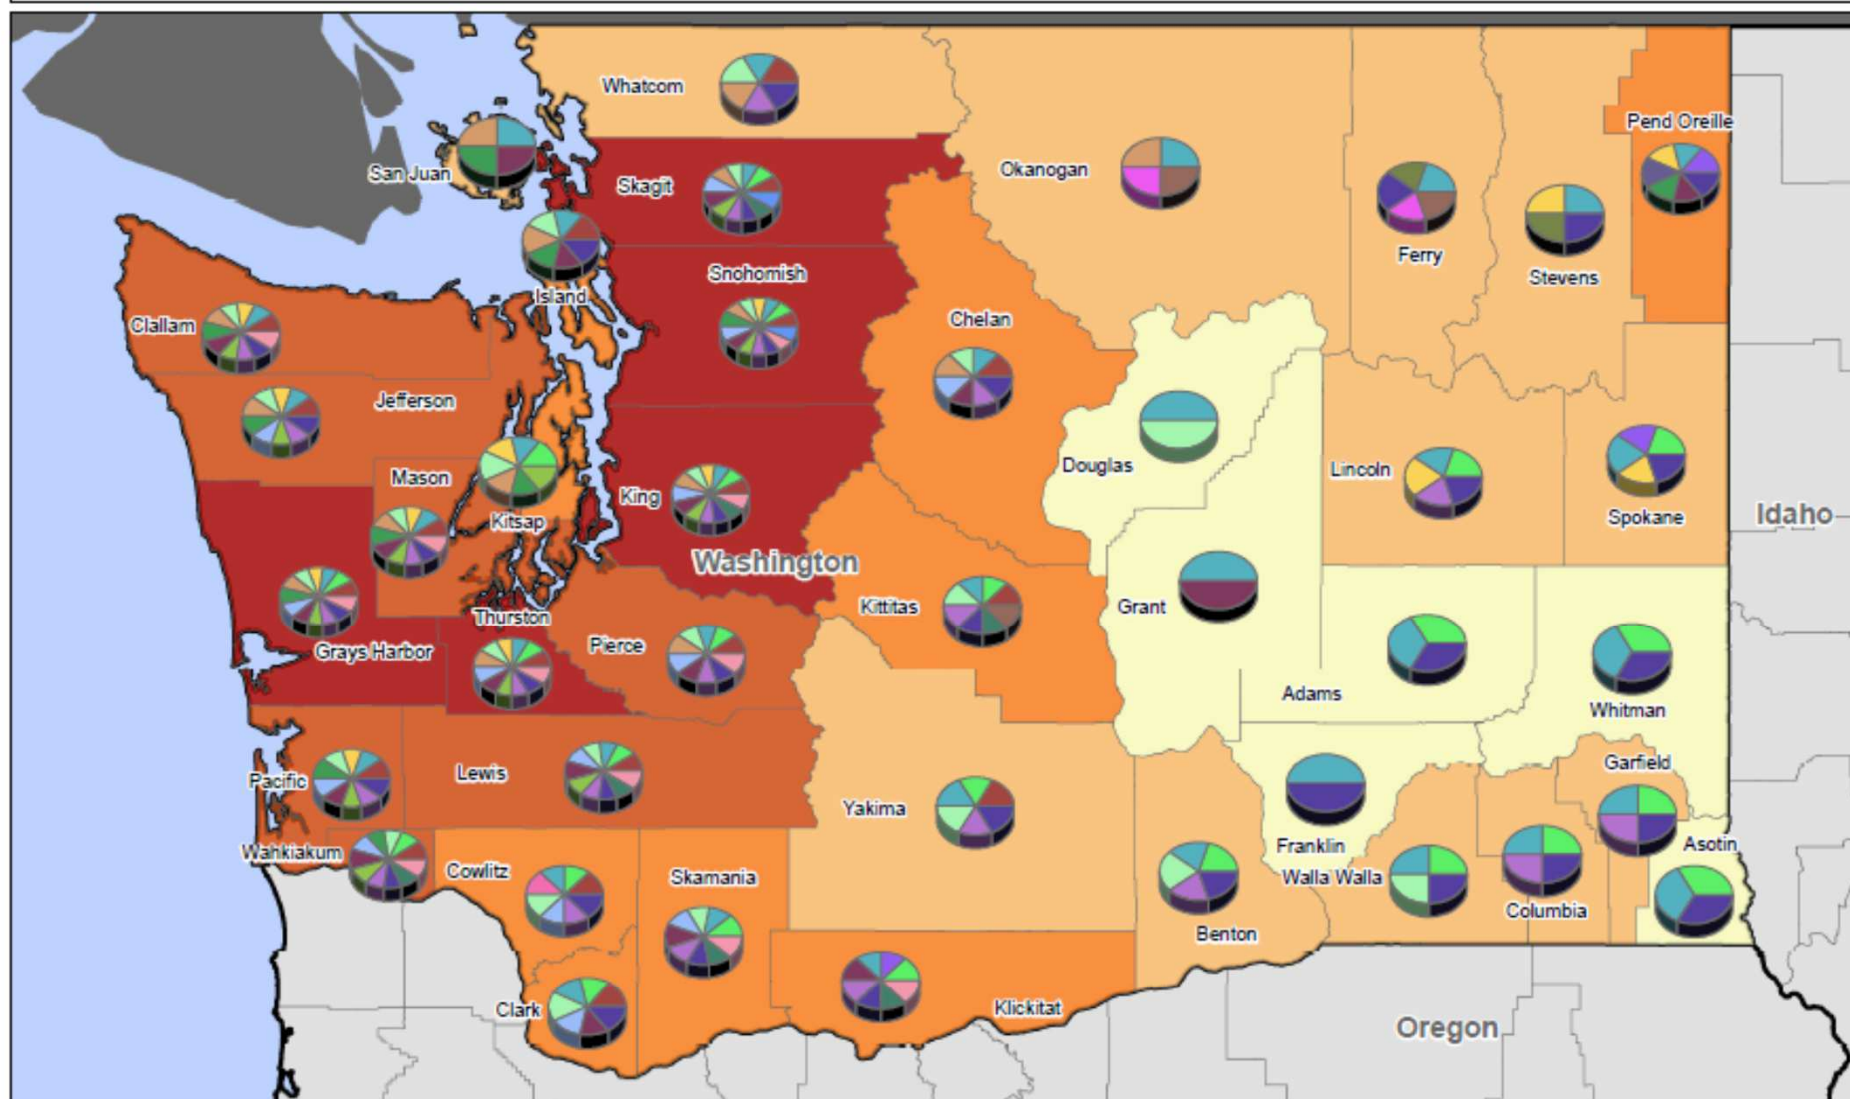 Whatcom
Pend Oreille
San Juan
Okanogan
Skagit
Ferry
Stevens
Snohomish
Island
Clallam
Chelan
Jefferson
Douglas
Lincoln
Mason
King
Kitsap
Spokane
Idaho
Washington
Kittitas
Grant
Thurston
Pierce
Grays Harbor
Adams
Whitman
Pacific
Lewis
Garfield
Yakima
Wahkiakum
Cowlitz
Skamania
Franklin
Asotin
Walla Walla
Columbia
Benton
Clark
Klickitat
Oregon